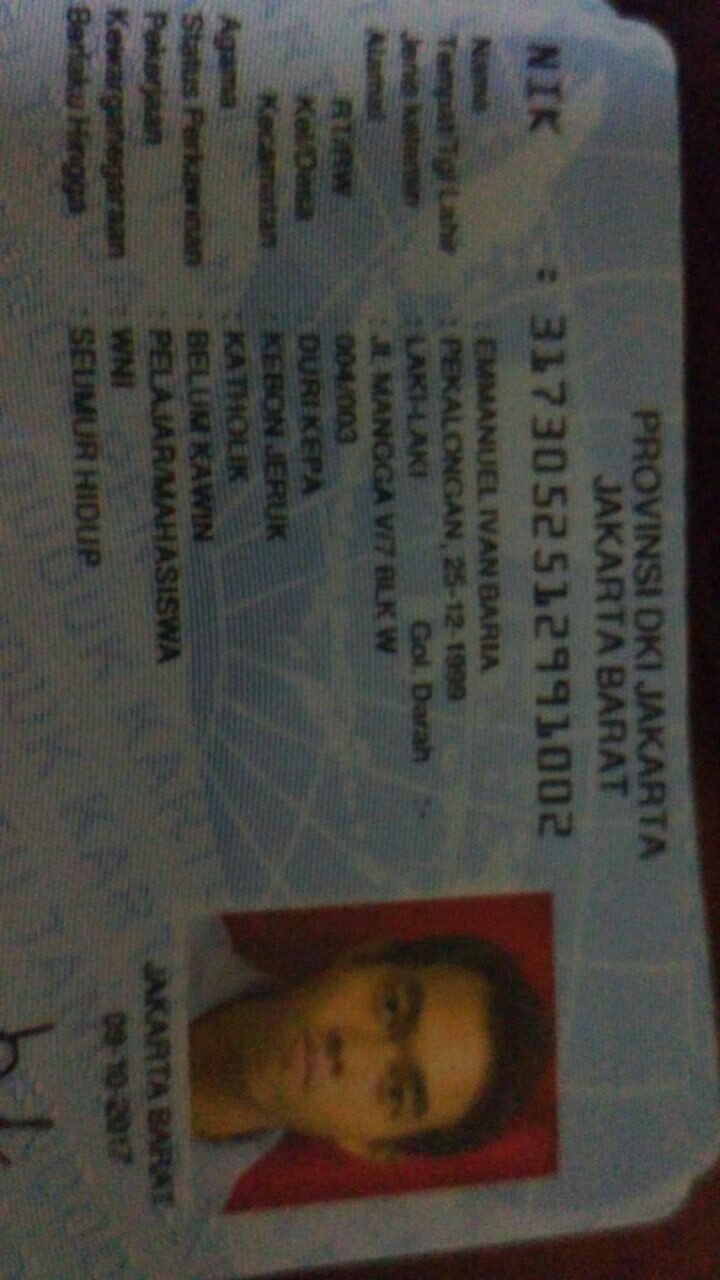 PROVINSI DKI JAKARTA
JAKARTA BARAT
NIK : 3173052512991002
Nama : EMMANUEL IVAN BARIA
Tempat/Tgl Lahir : PEKALONGAN, 25-12-1999
Jenis kelamin : LAKI-LAKI Gol. Darah : -
Alamat : JL. MANGGA V/7 BLK W
RT/RW : 004/003
Kel/Desa : DURI KEPA
Kecamatan : KEBON JERUK
Agama : KATHOLIK
Status Perkawinan : BELUM KAWIN
Pekerjaan : PELAJAR/MAHASISWA
Kewarganegaraan : WNI
Berlaku Hingga : SEUMUR HIDUP
JAKARTA BARAT
09-10-2017